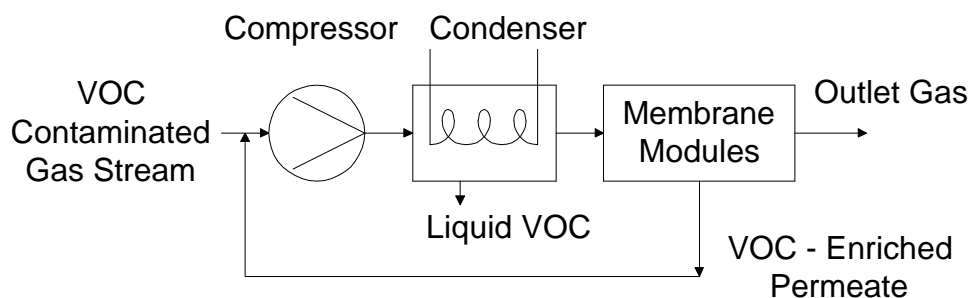 Compressor
Condenser
VOC
Contaminated
Gas Stream
Membrane
Modules
Outlet Gas
Liquid VOC
VOC - Enriched
Permeate